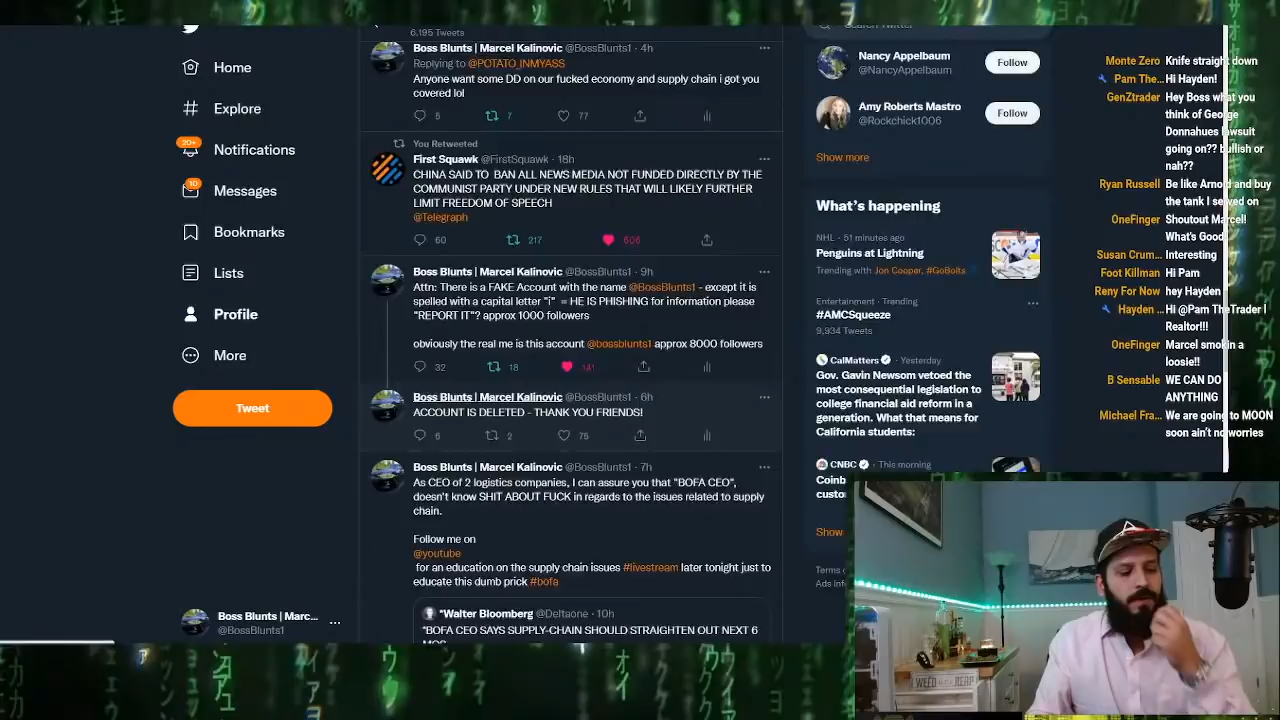 Home
Explore
20+
Notifications
10
Messages
Bookmarks
Lists
Profile
More
Tweet
Boss Blunts | Marc...
@BossBlunts1
6,195 Tweets
Boss Blunts | Marcel Kalinovic @BossBlunts1 · 4h
Replying to @POTATO_INMYASS
Anyone want some DD on our fucked economy and supply chain i got you
covered lol
5 7 77
You Retweeted
First Squawk @FirstSquawk · 18h
CHINA SAID TO BAN ALL NEWS MEDIA NOT FUNDED DIRECTLY BY THE
COMMUNIST PARTY UNDER NEW RULES THAT WILL LIKELY FURTHER
LIMIT FREEDOM OF SPEECH
@Telegraph
60 217 606
Boss Blunts | Marcel Kalinovic @BossBlunts1 · 9h
Attn: There is a FAKE Account with the name @BossBlunts1 - except it is
spelled with a capital letter "i" = HE IS PHISHING for information please
"REPORT IT"? approx 1000 followers
obviously the real me is this account @bossblunts1 approx 8000 followers
32 18 141
Boss Blunts | Marcel Kalinovic @BossBlunts1 · 6h
ACCOUNT IS DELETED - THANK YOU FRIENDS!
6 2 75
Boss Blunts | Marcel Kalinovic @BossBlunts1 · 7h
As CEO of 2 logistics companies, I can assure you that "BOFA CEO",
doesn't know SHIT ABOUT FUCK in regards to the issues related to supply
chain.
Follow me on
@youtube
for an education on the supply chain issues #livestream later tonight just to
educate this dumb prick #bofa
*Walter Bloomberg @Deltaone · 10h
*BOFA CEO SAYS SUPPLY-CHAIN SHOULD STRAIGHTEN OUT NEXT 6
Search Twitter
Nancy Appelbaum
@NancyAppelbaum
Follow
Amy Roberts Mastro
@Rockchick1006
Follow
Show more
What's happening
NHL · 51 minutes ago
Penguins at Lightning
Trending with Jon Cooper, #GoBolts
Entertainment · Trending
#AMCSqueeze
9,934 Tweets
CalMatters · Yesterday
Gov. Gavin Newsom vetoed the
most consequential legislation to
college financial aid reform in a
generation. What that means for
California students:
CNBC · This morning
Coinb
custo
Show
Terms o
Ads Info
Monte Zero Knife straight down
Pam The... Hi Hayden!
GenZtrader Hey Boss what you
think of George
Donnahues lawsuit
going on?? bullish or
nah??
Ryan Russell Be like Arnold and buy
the tank I served on
OneFinger Shoutout Marcel!
What's Good
Susan Crum... Interesting
Foot Killman Hi Pam
Reny For Now hey Hayden
Hayden ... Hi @Pam TheTrader I
Realtor!!!
OneFinger Marcel smokin a
loosie!!
B Sensable WE CAN DO
ANYTHING
Michael Fra... We are going to MOON
soon ain't no worries